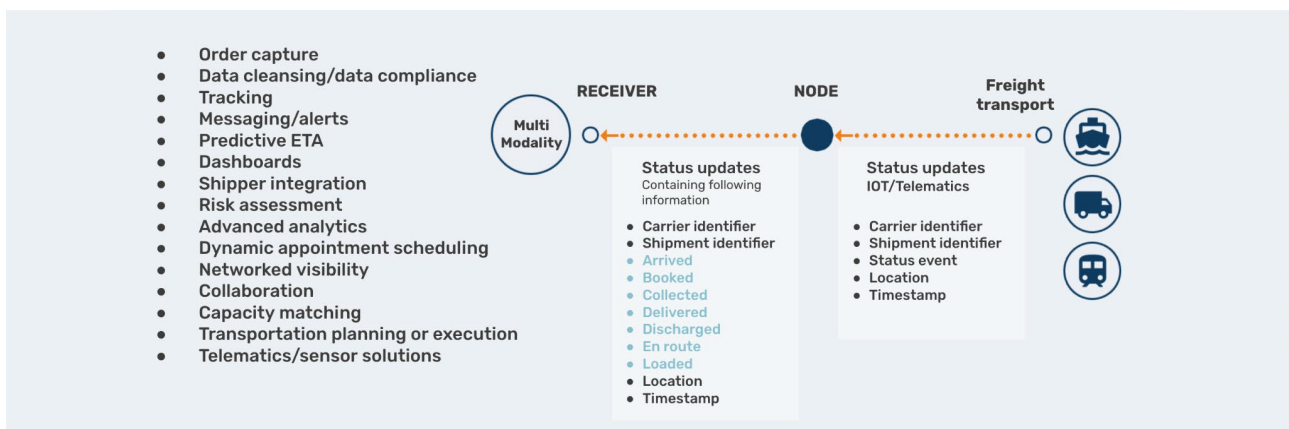 ● Order capture
● Data cleansing/data compliance
● Tracking
● Messaging/alerts
● Predictive ETA
● Dashboards
● Shipper integration
● Risk assessment
● Advanced analytics
● Dynamic appointment scheduling
● Networked visibility
● Collaboration
● Capacity matching
● Transportation planning or execution
● Telematics/sensor solutions
Multi
Modality
RECEIVER
NODE
Freight
transport
Status updates
Containing following
information
● Carrier identifier
● Shipment identifier
● Arrived
● Booked
● Collected
● Delivered
● Discharged
● En route
● Loaded
● Location
● Timestamp
Status updates
IOT/Telematics
● Carrier identifier
● Shipment identifier
● Status event
● Location
● Timestamp